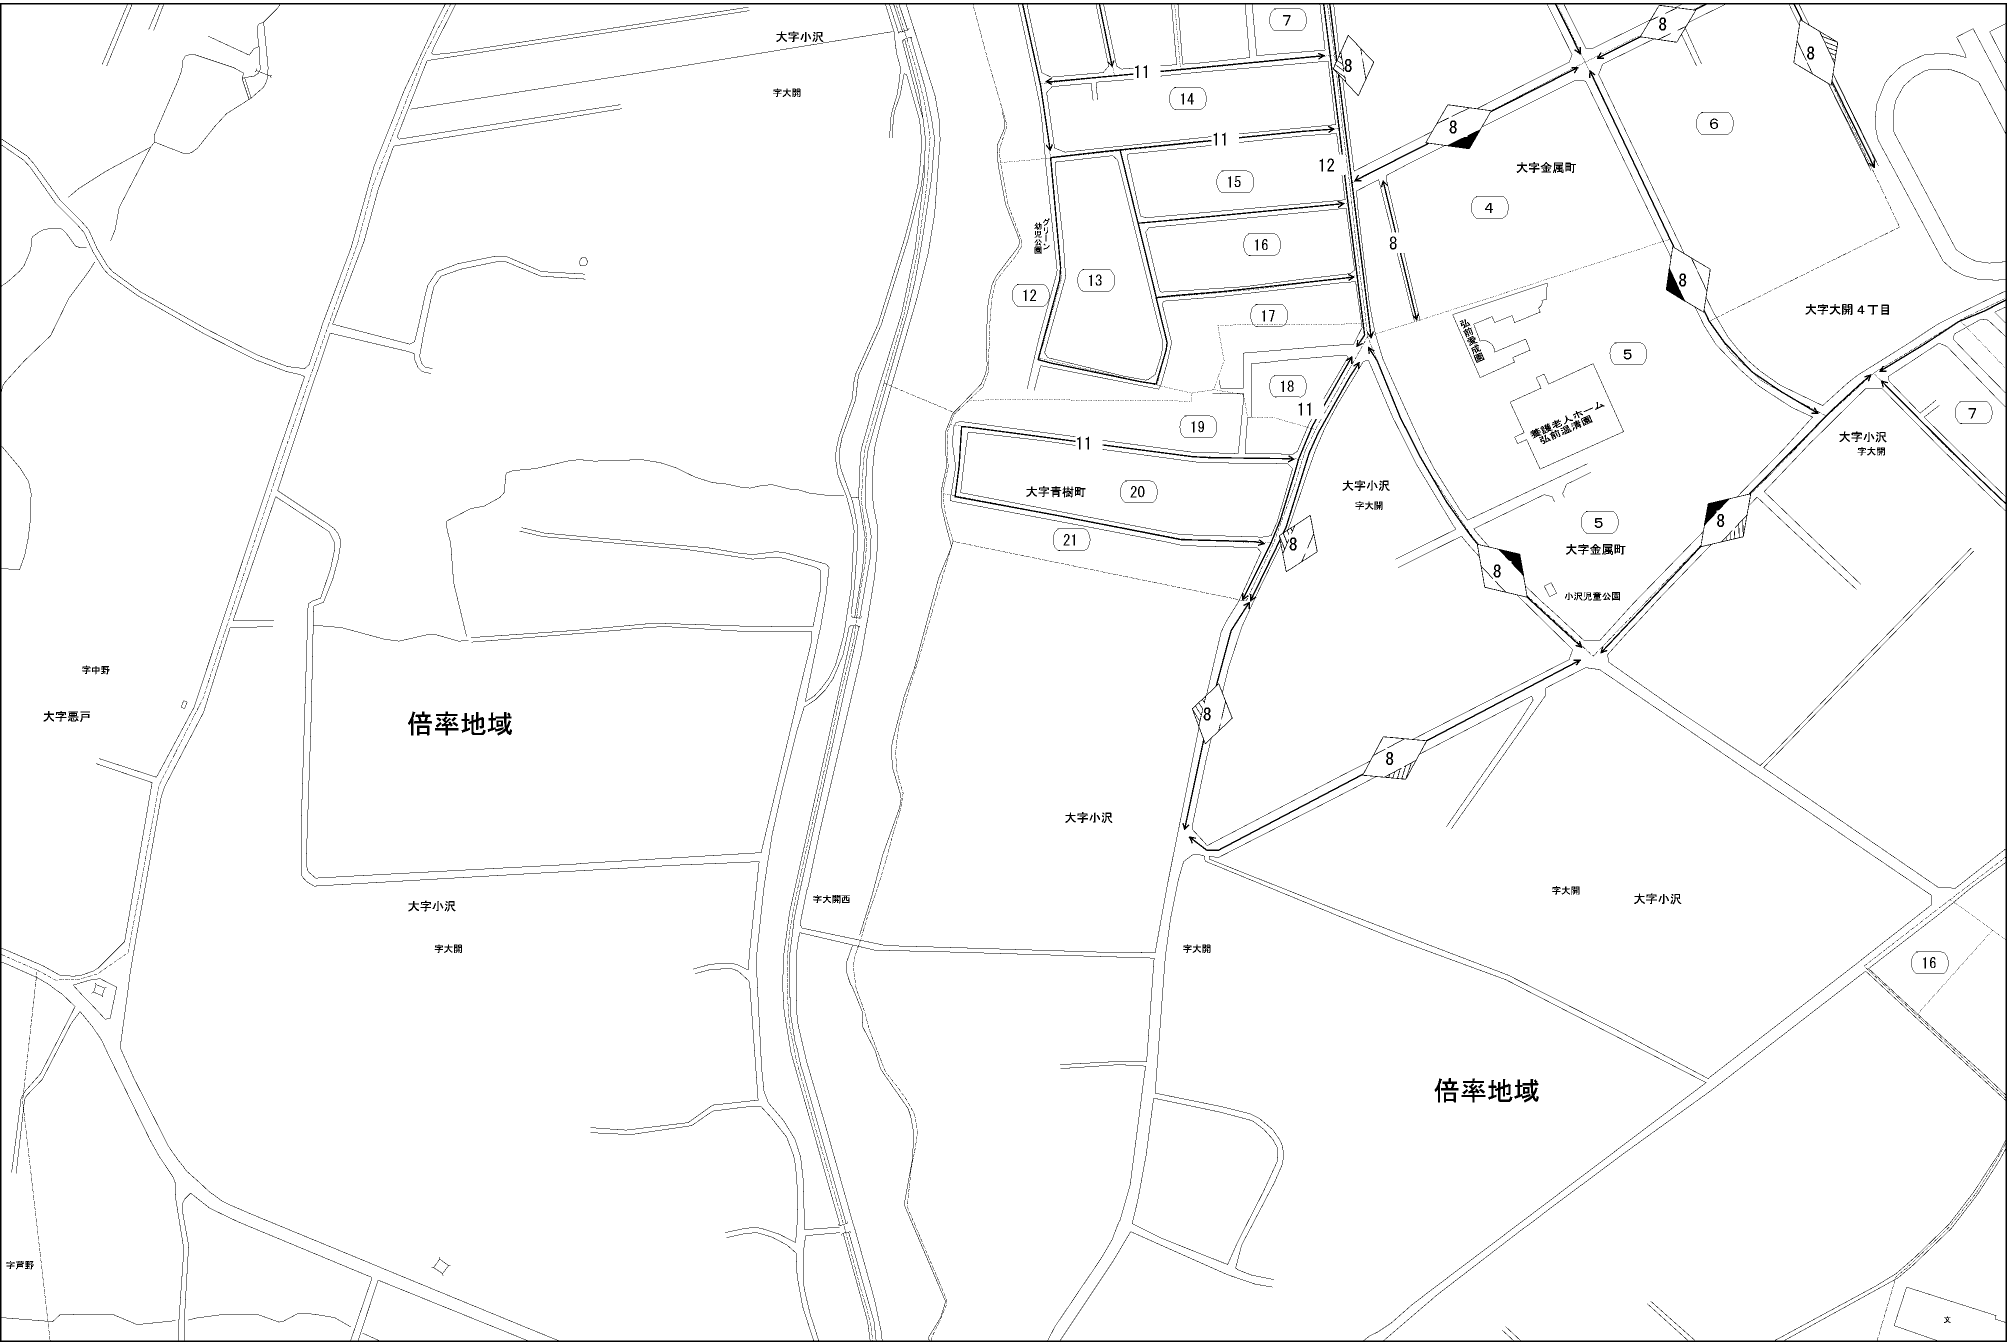 大字小沢
字大開
7
8
8
8
11
14
8
11
12
6
大字金属町
15
4
グリーン
幼児公園
16
8
13
12
8
17
大字大開4丁目
弘前愛成園
5
18
11
養護老人ホーム
弘前温清園
7
19
11
大字小沢
字大開
大字青樹町
20
大字小沢
字大開
21
8
8
5
大字金属町
8
小沢児童公園
字中野
大字悪戸
倍率地域
8
8
大字小沢
字大開西
大字小沢
字大開
字大開
字大開
大字小沢
16
倍率地域
字芦野
文